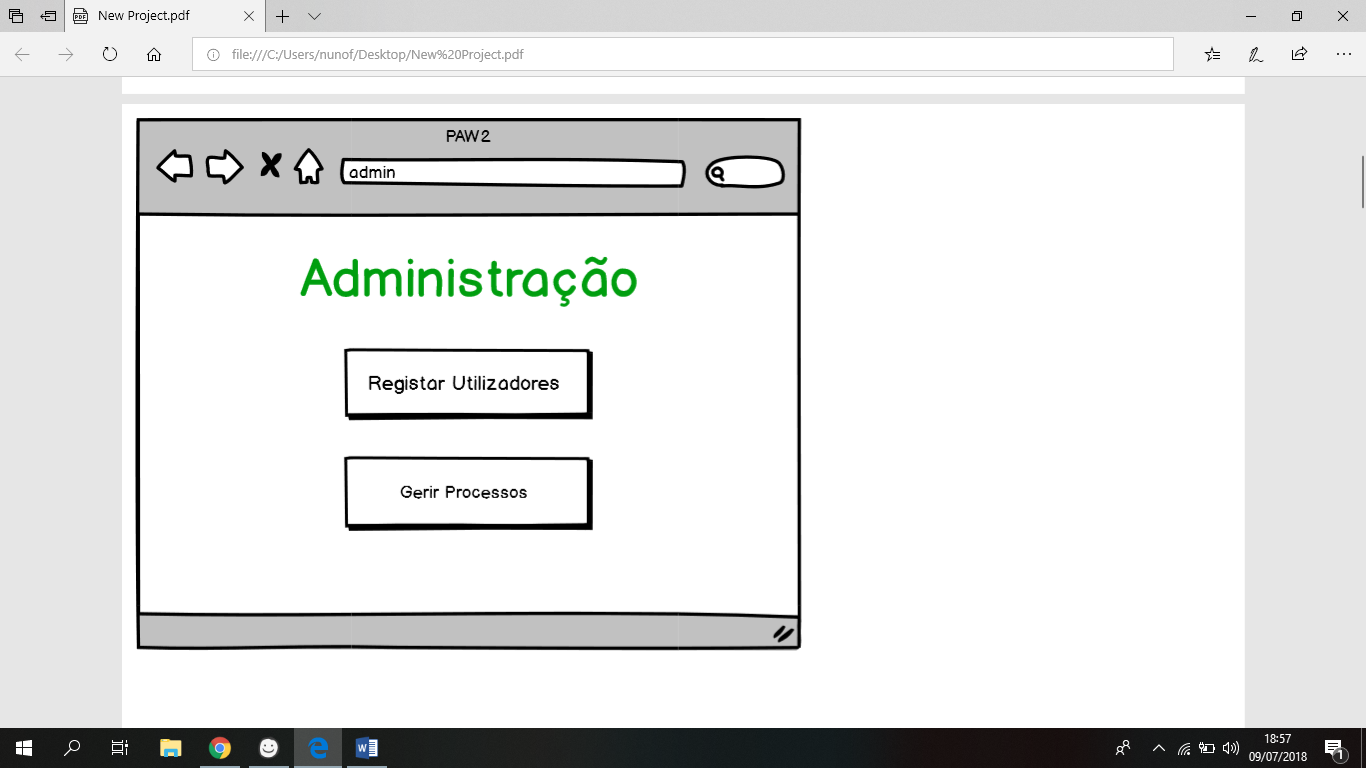 New Project.pdf
file:///C:/Users/nunof/Desktop/New%20Project.pdf
PAW2
admin
Administração
Registar Utilizadores
Gerir Processos
18:57
09/07/2018
1